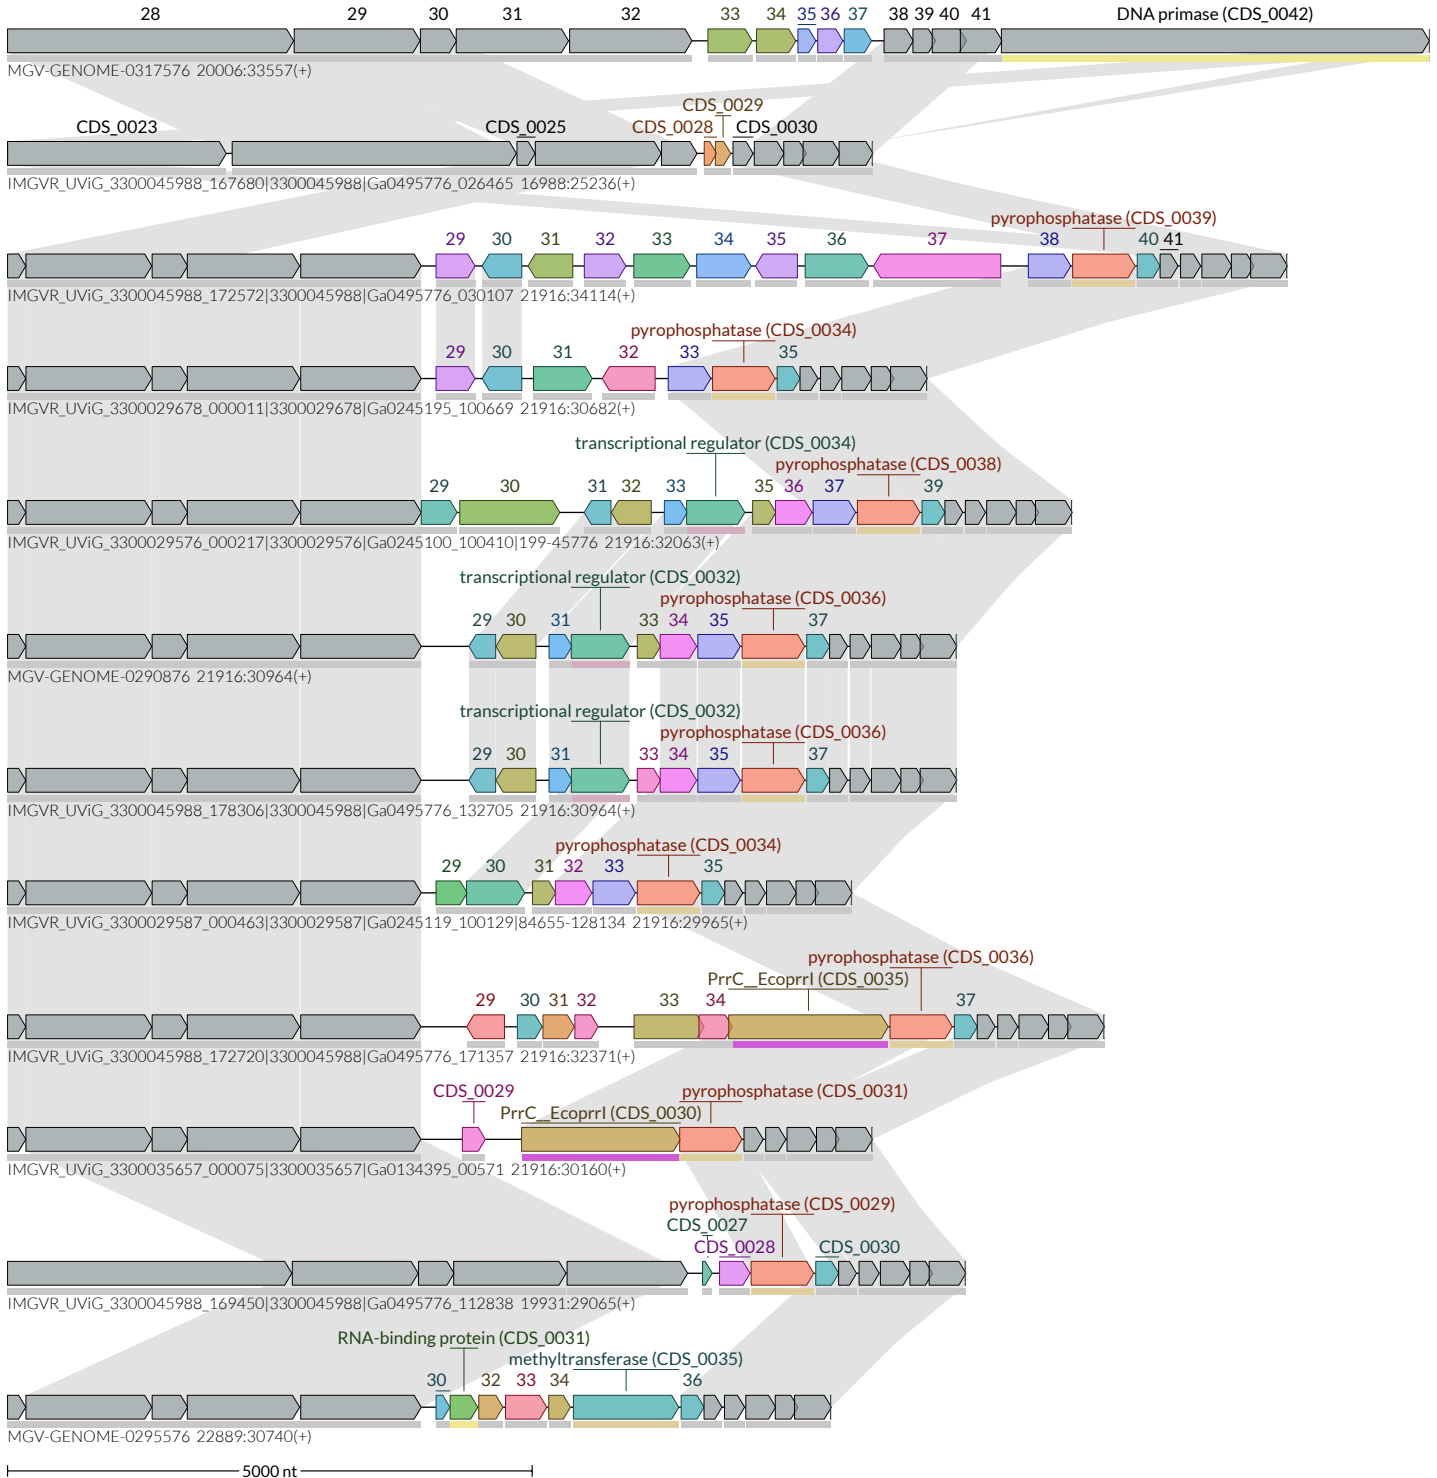 28 29 30 31 32 33 34 35 36 37 38 39 40 41 DNA primase (CDS_0042)
MGV-GENOME-0317576 20006:33557(+)
CDS_0029
CDS_0023 CDS_0025 CDS_0028 CDS_0030
IMGVR_UViG_3300045988_167680|3300045988|Ga0495776_026465 16988:25236(+)
pyrophosphatase (CDS_0039)
29 30 31 32 33 34 35 36 37 38 40 41
IMGVR_UViG_3300045988_172572|3300045988|Ga0495776_030107 21916:34114(+)
pyrophosphatase (CDS_0034)
29 30 31 32 33 35
IMGVR_UViG_3300029678_000011|3300029678|Ga0245195_100669 21916:30682(+)
transcriptional regulator (CDS_0034)
pyrophosphatase (CDS_0038)
29 30 31 32 33 35 36 37 39
IMGVR_UViG_3300029576_000217|3300029576|Ga0245100_100410|199-45776 21916:32063(+)
transcriptional regulator (CDS_0032)
pyrophosphatase (CDS_0036)
29 30 31 33 34 35 37
MGV-GENOME-0290876 21916:30964(+)
transcriptional regulator (CDS_0032)
pyrophosphatase (CDS_0036)
29 30 31 33 34 35 37
IMGVR_UViG_3300045988_178306|3300045988|Ga0495776_132705 21916:30964(+)
pyrophosphatase (CDS_0034)
29 30 31 32 33 35
IMGVR_UViG_3300029587_000463|3300029587|Ga0245119_100129|84655-128134 21916:29965(+)
pyrophosphatase (CDS_0036)
PrrC__EcoprrI (CDS_0035)
29 30 31 32 33 34 37
IMGVR_UViG_3300045988_172720|3300045988|Ga0495776_171357 21916:32371(+)
CDS_0029 pyrophosphatase (CDS_0031)
PrrC__EcoprrI (CDS_0030)
IMGVR_UViG_3300035657_000075|3300035657|Ga0134395_00571 21916:30160(+)
pyrophosphatase (CDS_0029)
CDS_0027
CDS_0028 CDS_0030
IMGVR_UViG_3300045988_169450|3300045988|Ga0495776_112838 19931:29065(+)
RNA-binding protein (CDS_0031)
methyltransferase (CDS_0035)
30 32 33 34 36
MGV-GENOME-0295576 22889:30740(+)
5000 nt